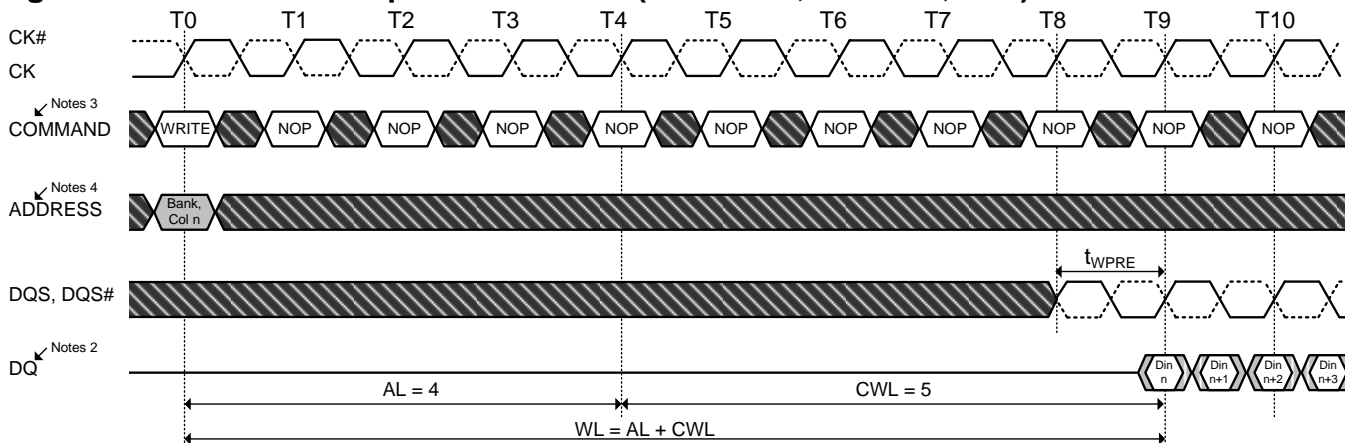 T0 T1 T2 T3 T4 T5 T6 T7 T8 T9 T10
CK#
CK
Notes 3
COMMAND
WRITE NOP NOP NOP NOP NOP NOP NOP NOP NOP NOP
Notes 4
ADDRESS
Bank,
Col n
tWPRE
DQS, DQS#
Notes 2
DQ
Din
n
Din
n+1
Din
n+2
Din
n+3
AL = 4
CWL = 5
WL = AL + CWL